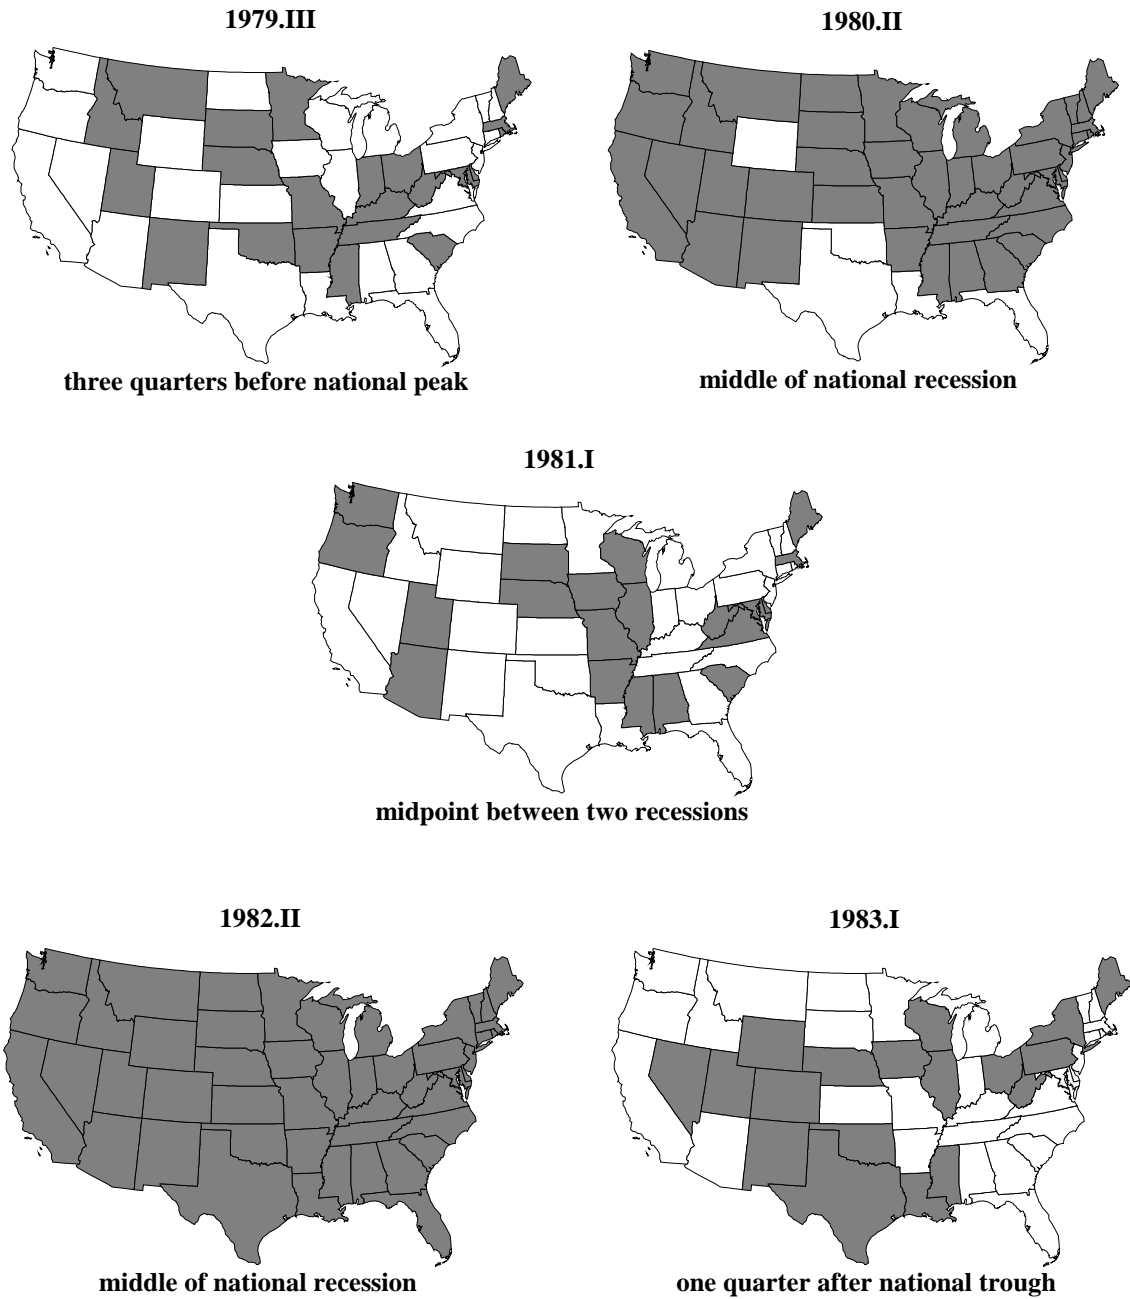 1979.III
1980.II
three quarters before national peak
middle of national recession
1981.I
midpoint between two recessions
1982.II
1983.I
middle of national recession
one quarter after national trough